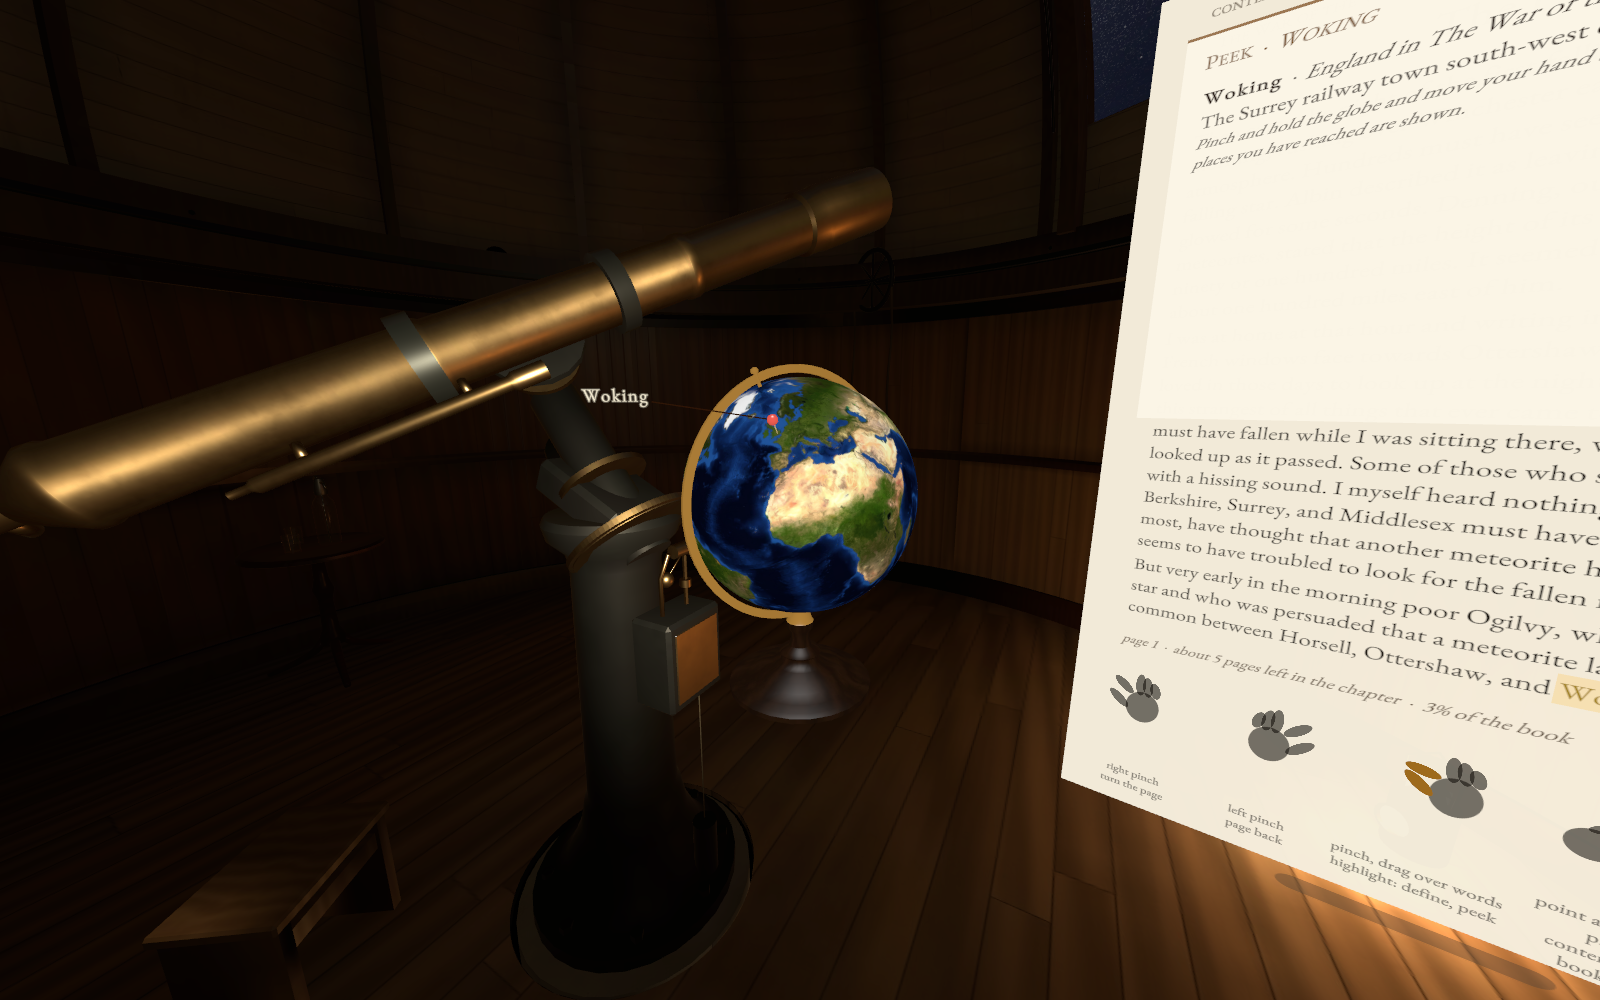 PEEK · WOKING
Woking · England in The War of
The Surrey railway town south-west
Pinch and hold the globe and move your hand
places you have reached are shown.
Woking
must have fallen while I was sitting there,
looked up as it passed. Some of those who
with a hissing sound. I myself heard
Berkshire, Surrey, and Middlesex must have
most, have thought that another meteorite
seems to have troubled to look for the fallen
But very early in the morning poor Ogilvy,
star and who was persuaded that a meteorite
common between Horsell, Ottershaw, and
page 1 · about 5 pages left in the chapter · 3% of the book
right pinch
turn the page
left pinch
page back
pinch, drag over words
highlight: define, peek
point